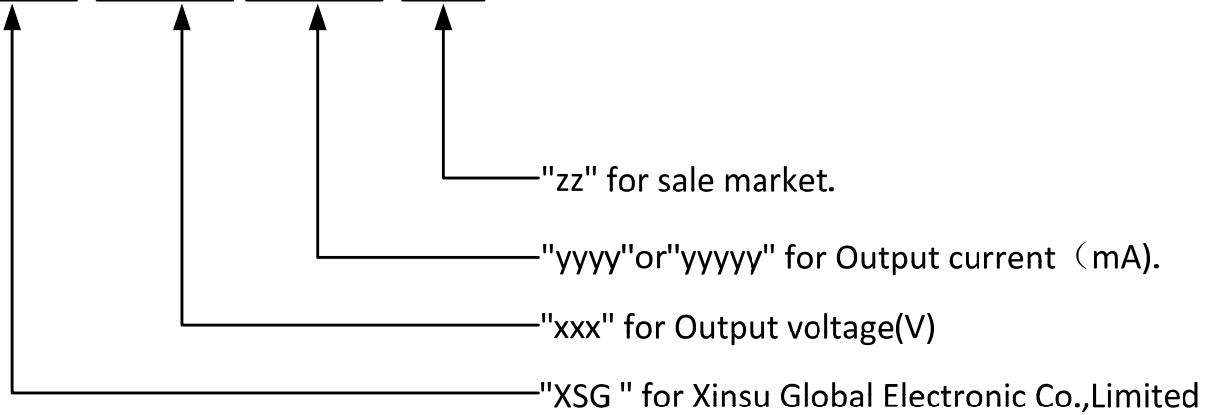 "zz" for sale market.
"yyyy"or"yyyyy" for Output current（mA).
"xxx" for Output voltage(V)
"XSG " for Xinsu Global Electronic Co.,Limited